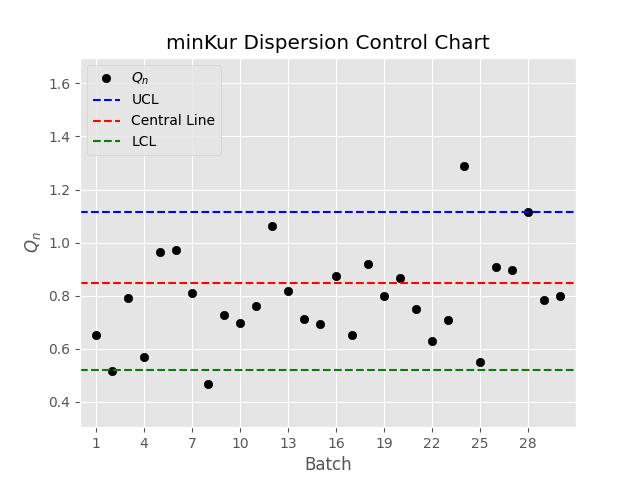 minKur Dispersion Control Chart
Qn
UCL
Central Line
LCL
1.6
1.4
1.2
1.0
0.8
0.6
0.4
Qn
1 4 7 10 13 16 19 22 25 28
Batch